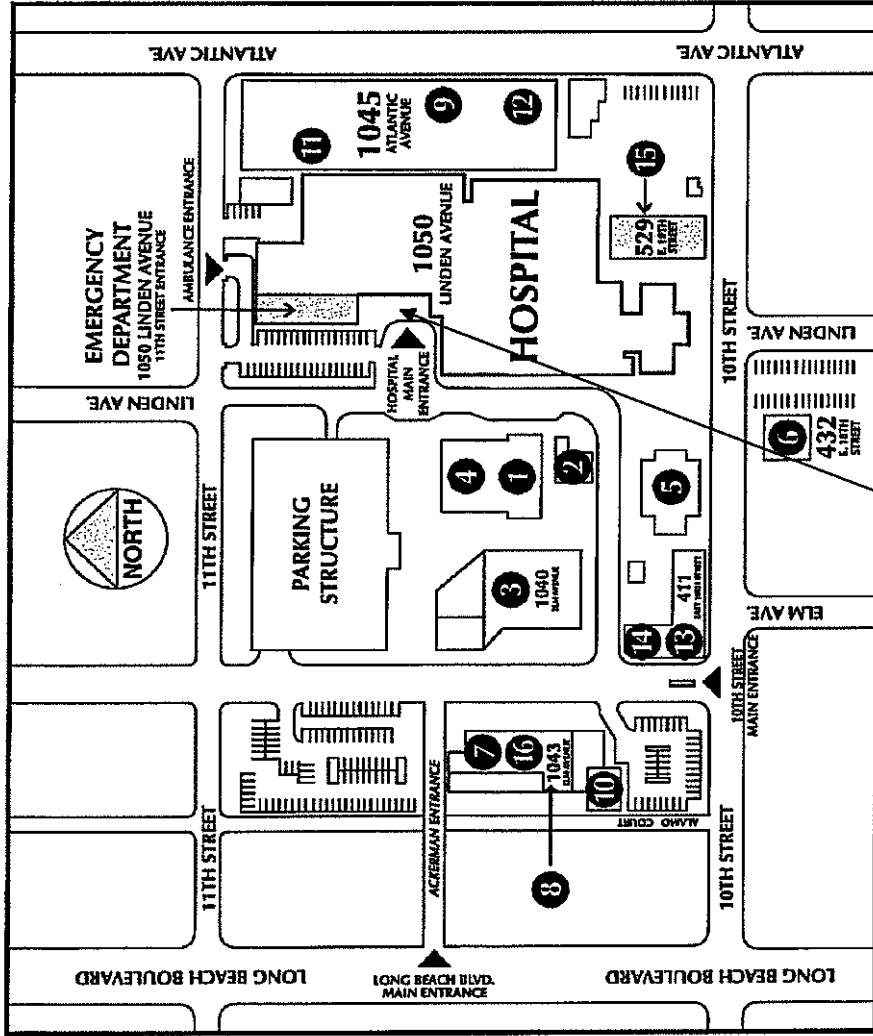 NORTH
EMERGENCY
DEPARTMENT
1050 LINDEN AVENUE
11TH STREET ENTRANCE
AMBULANCE ENTRANCE
LONG BEACH BOULEVARD
11TH STREET
11TH STREET
LINDEN AVE.
ATLANTIC AVE.
PARKING
STRUCTURE
11
1045
ATLANTIC
AVENUE
9
12
HOSPITAL
MAIN
ENTRANCE
1050
LINDEN AVENUE
HOSPITAL
LONG BEACH BLVD.
MAIN ENTRANCE
ACKERMAN ENTRANCE
7
16
1043
ELM AVENUE
8
10
ALAMO COURT
3
1040
ELM AVENUE
4
1
2
5
14
13
411
EAST 10TH STREET
15
529
E. 10TH
STREET
LONG BEACH BOULEVARD
10TH STREET
10TH STREET
MAIN ENTRANCE
10TH STREET
ELM AVE.
LINDEN AVE.
ATLANTIC AVE.
6
432
E. 10TH
STREET